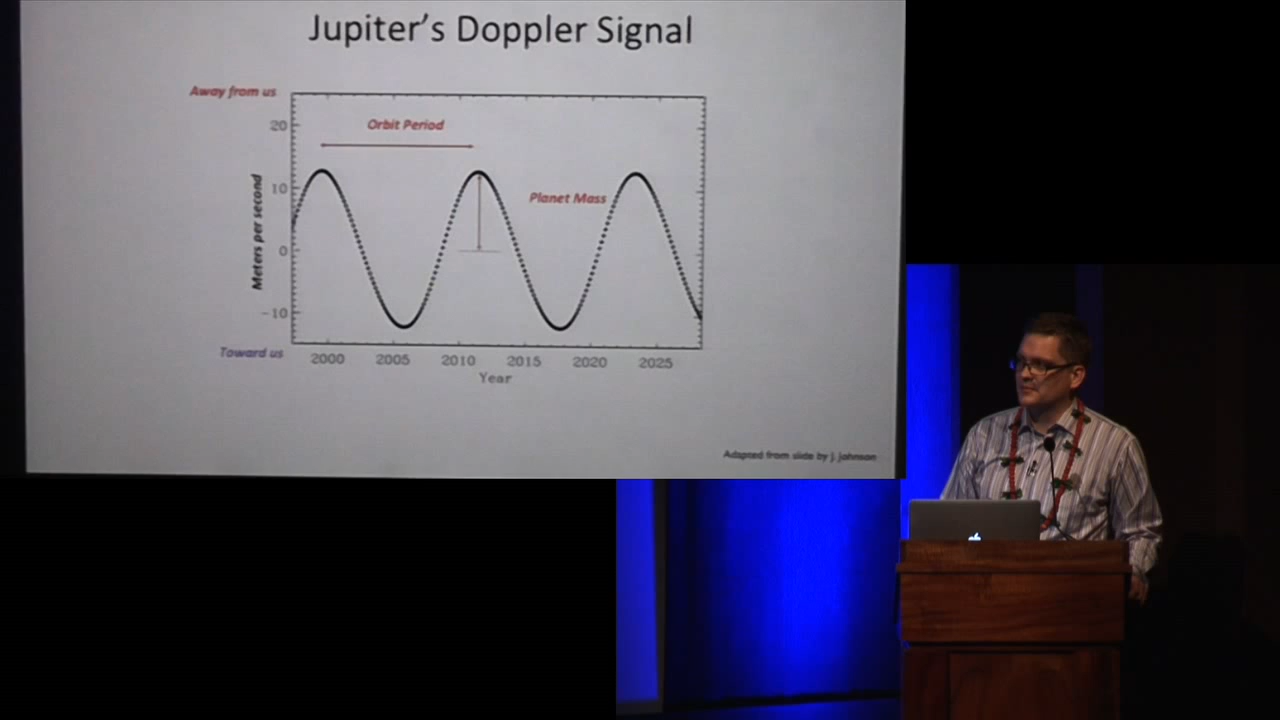 Jupiter's Doppler Signal
Away from us
20
Orbit Period
10
Planet Mass
Meters per second
0
-10
Toward us
2000 2005 2010 2015 2020 2025
Year
Adapted from slide by j. johnson